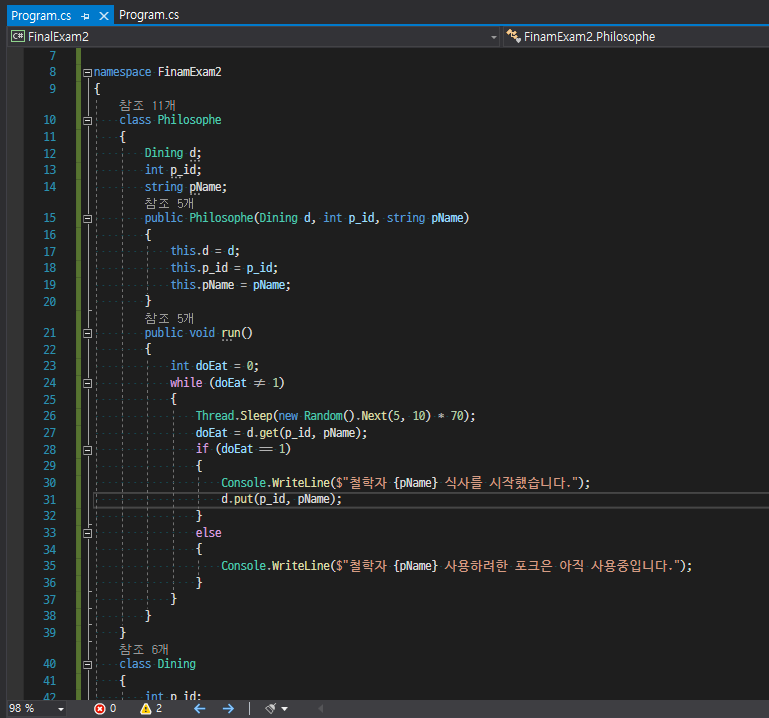 Program.cs Program.cs
C# FinalExam2 FinamExam2.Philosophe
7
8 namespace FinamExam2
9 {
참조 11개
10 class Philosophe
11 {
12 Dining d;
13 int p_id;
14 string pName;
참조 5개
15 public Philosophe(Dining d, int p_id, string pName)
16 {
17 this.d = d;
18 this.p_id = p_id;
19 this.pName = pName;
20 }
참조 5개
21 public void run()
22 {
23 int doEat = 0;
24 while (doEat ≠ 1)
25 {
26 Thread.Sleep(new Random().Next(5, 10) * 70);
27 doEat = d.get(p_id, pName);
28 if (doEat == 1)
29 {
30 Console.WriteLine($"철학자 {pName} 식사를 시작했습니다.");
31 d.put(p_id, pName);
32 }
33 else
34 {
35 Console.WriteLine($"철학자 {pName} 사용하려한 포크은 아직 사용중입니다.");
36 }
37 }
38 }
39 }
참조 6개
40 class Dining
41 {
42 int p_id;
98 % 0 2